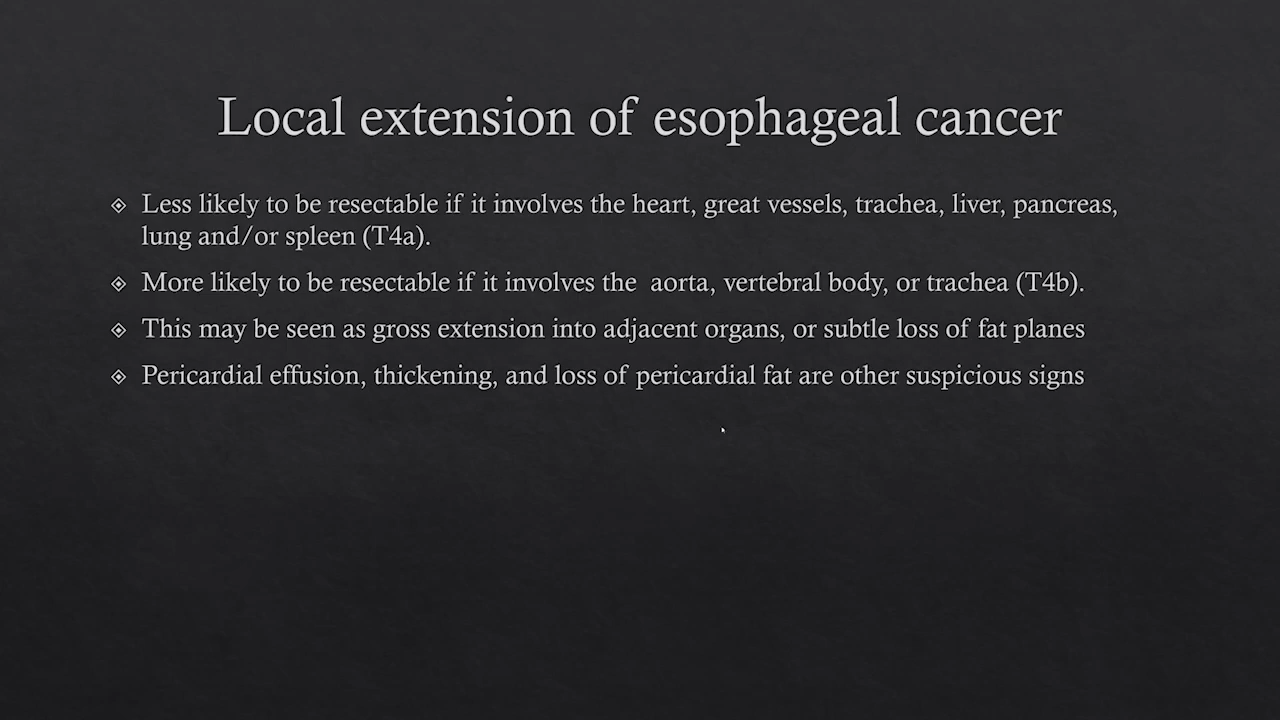 Local extension of esophageal cancer
Less likely to be resectable if it involves the heart, great vessels, trachea, liver, pancreas,
lung and/or spleen (T4a).
More likely to be resectable if it involves the  aorta, vertebral body, or trachea (T4b).
This may be seen as gross extension into adjacent organs, or subtle loss of fat planes
Pericardial effusion, thickening, and loss of pericardial fat are other suspicious signs